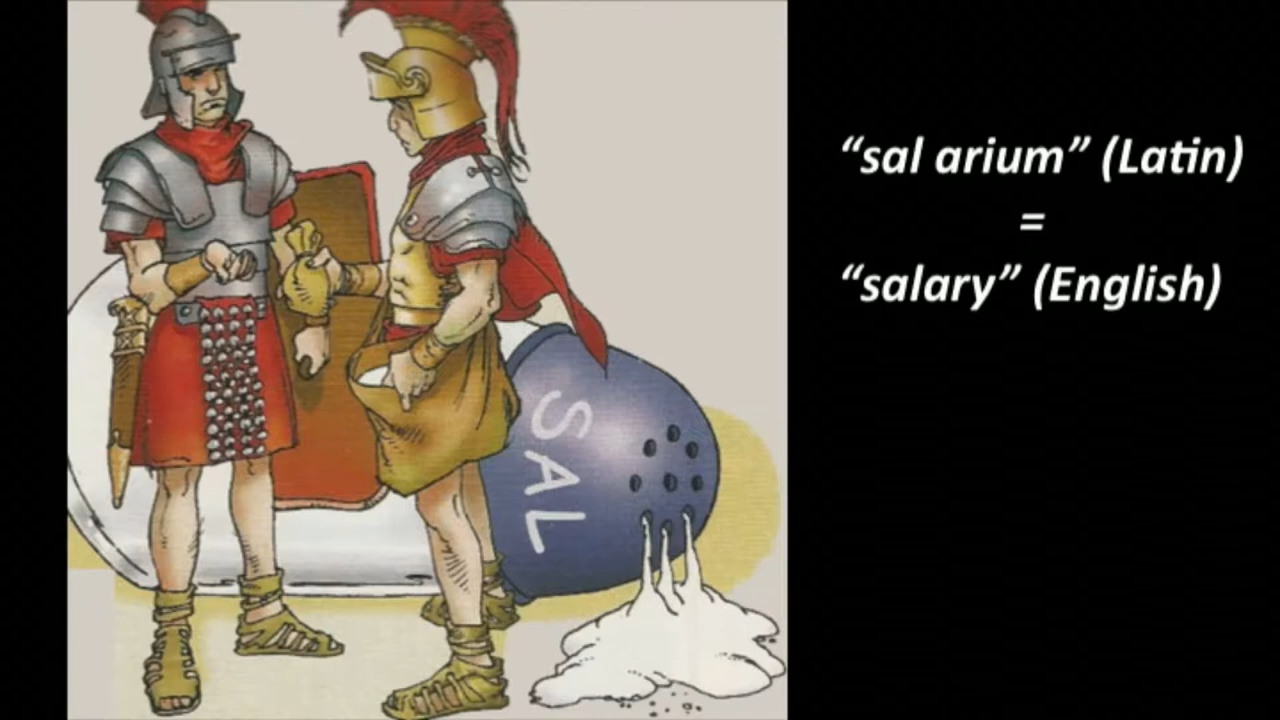 SAL
“sal arium” (Latin)
=
“salary” (English)